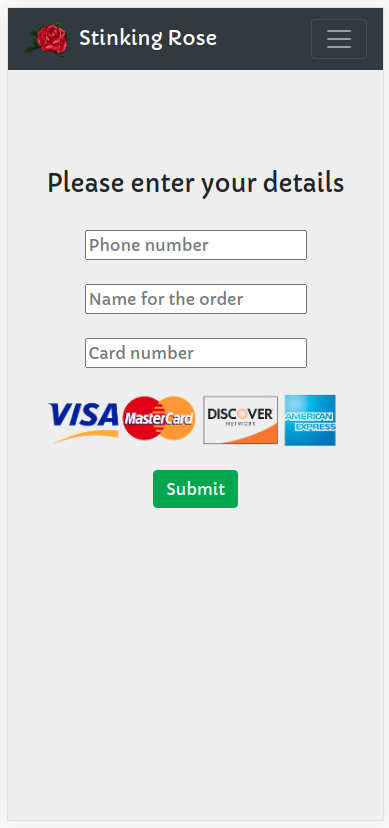 Stinking Rose
Please enter your details
Phone number
Name for the order
Card number
VISA MasterCard DISCOVER NETWORK AMERICAN EXPRESS
Submit